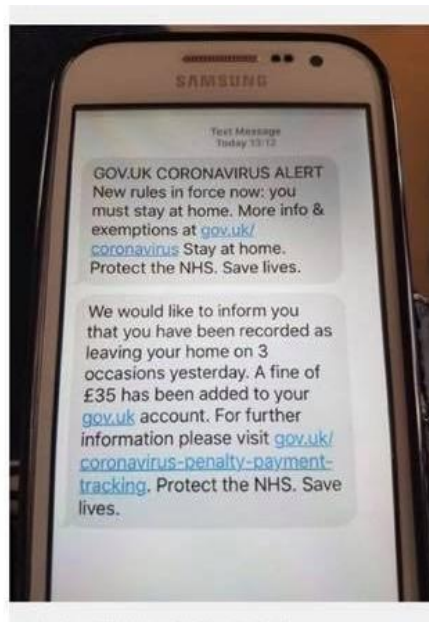 SAMSUNG
Text Message
Today 15:12
GOV.UK CORONAVIRUS ALERT
New rules in force now: you
must stay at home. More info &
exemptions at gov.uk/
coronavirus Stay at home.
Protect the NHS. Save lives.
We would like to inform you
that you have been recorded as
leaving your home on 3
occasions yesterday. A fine of
£35 has been added to your
gov.uk account. For further
information please visit gov.uk/
coronavirus-penalty-payment-
tracking. Protect the NHS. Save
lives.